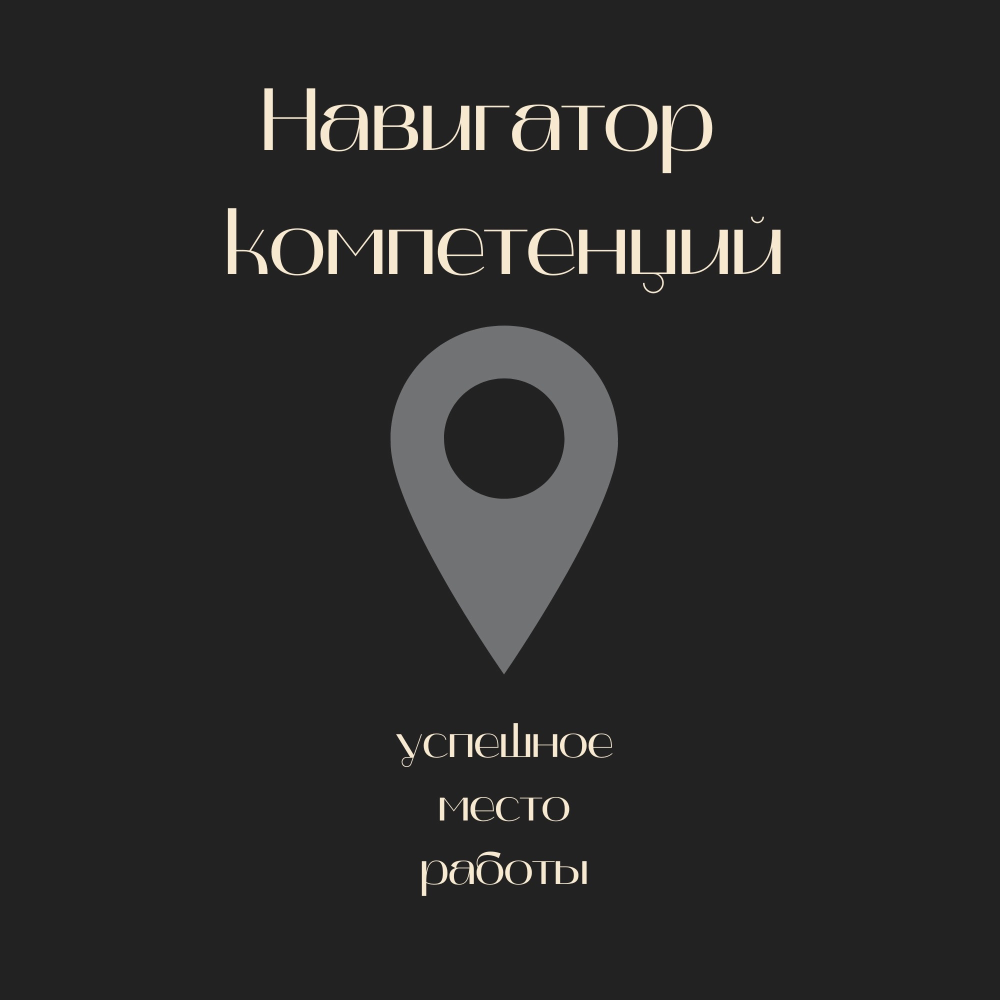 Навигатор
компетенций
успешное
место
работы